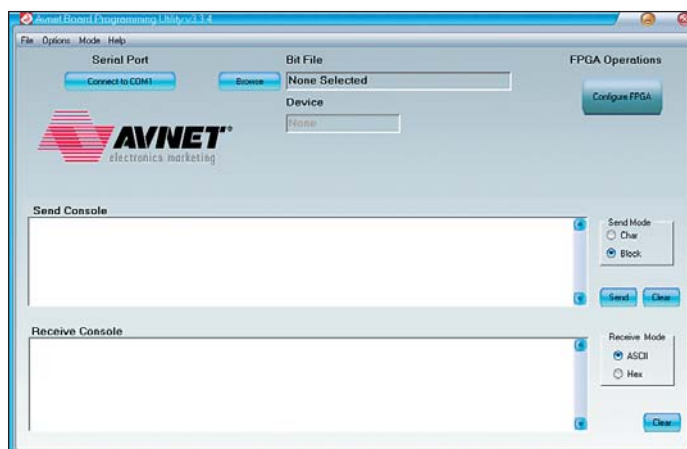 Avnet Board Programming Utility v3.3.4
File Options Mode Help
Serial Port
Connect to COM1
Browse
Bit File
None Selected
Device
None
FPGA Operations
Configure FPGA
AVNET®
electronics marketing
Send Console
Send Mode
Char
Block
Send Clear
Receive Console
Receive Mode
ASCII
Hex
Clear